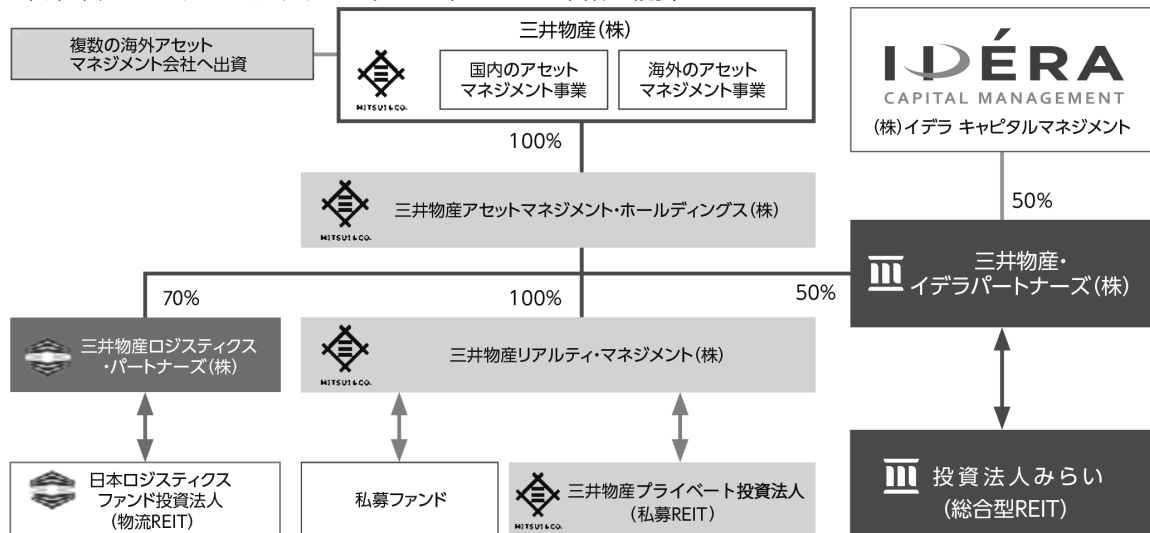 三井物産(株)
複数の海外アセット
マネジメント会社へ出資
MITSUI & CO.
国内のアセット
マネジメント事業
海外のアセット
マネジメント事業
IDÉRA
CAPITAL MANAGEMENT
(株)イデラ キャピタルマネジメント
100%
MITSUI & CO.
三井物産アセットマネジメント・ホールディングス(株)
50%
三井物産・
イデラパートナーズ(株)
70%
100%
50%
三井物産ロジスティクス
・パートナーズ(株)
MITSUI & CO.
三井物産リアルティ・マネジメント(株)
日本ロジスティクス
ファンド投資法人
(物流REIT)
私募ファンド
MITSUI & CO.
三井物産プライベート投資法人
(私募REIT)
投資法人みらい
(総合型REIT)